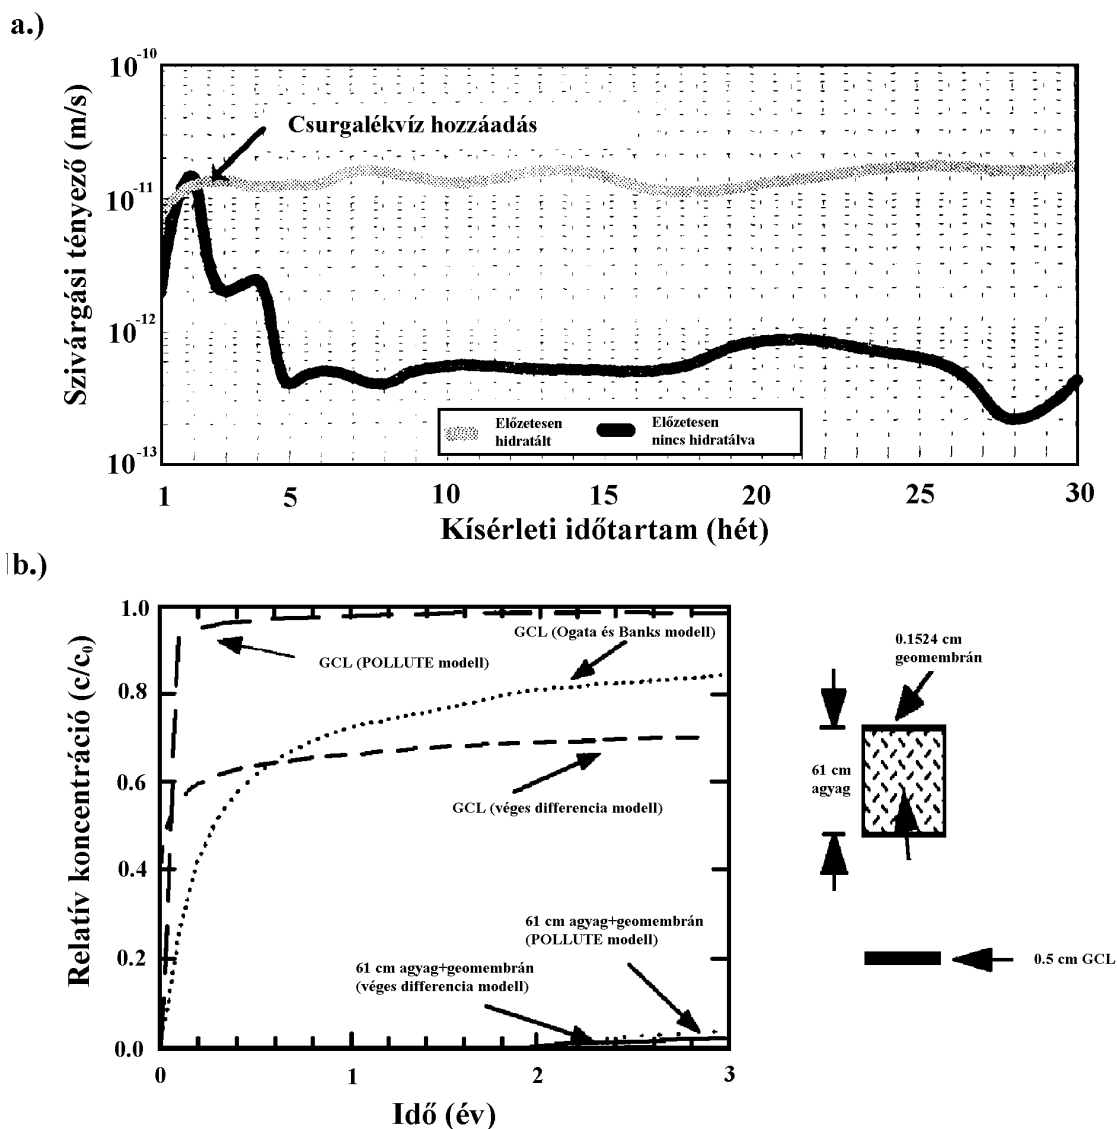 a.)
10-10
10-11
10-12
10-13
Szivárgási tényező (m/s)
Csurgalékvíz hozzáadás
Előzetesen
hidratált
Előzetesen
nincs hidratálva
1 5 10 15 20 25 30
Kísérleti időtartam (hét)
b.)
1.0
0.8
0.6
0.4
0.2
0.0
Relatív koncentráció (c/c0)
GCL (Ogata és Banks modell)
GCL (POLLUTE modell)
GCL (véges differencia modell)
61 cm agyag+geomembrán
(POLLUTE modell)
61 cm agyag+geomembrán
(véges differencia modell)
0 1 2 3
Idő (év)
0.1524 cm
geomembrán
61 cm
agyag
0.5 cm GCL